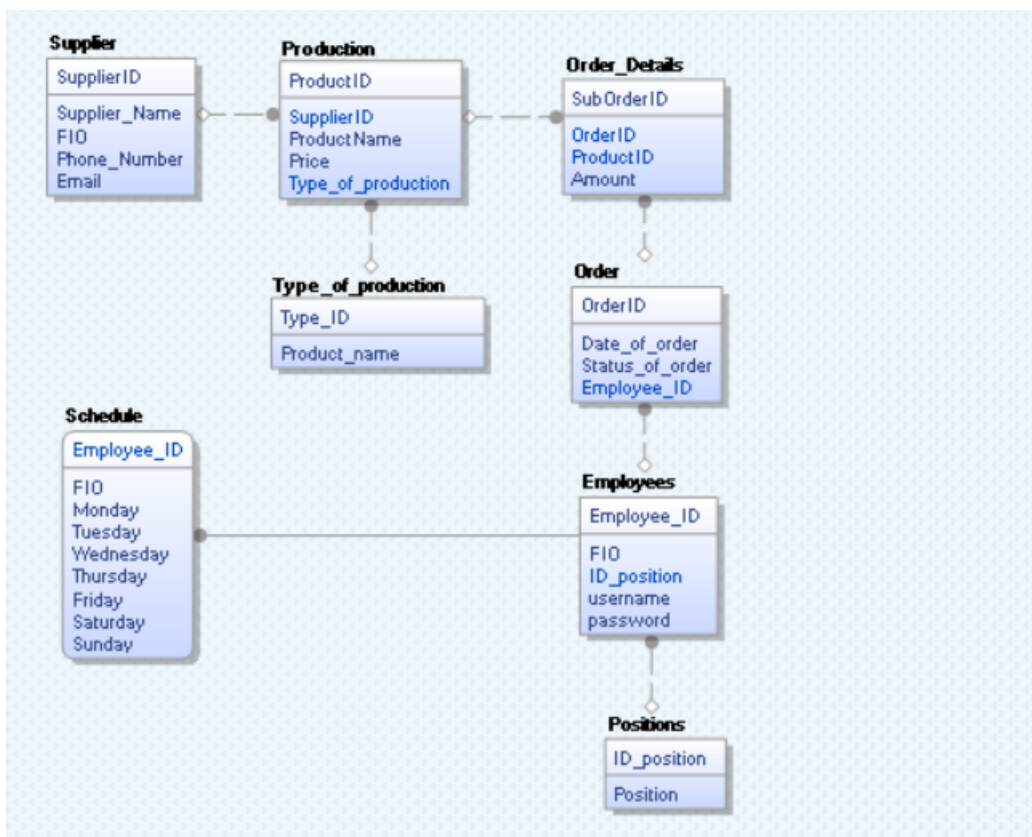 Supplier
SupplierID
Supplier_Name
FIO
Phone_Number
Email
Production
ProductID
SupplierID
ProductName
Price
Type_of_production
Order_Details
SubOrderID
OrderID
ProductID
Amount
Type_of_production
Type_ID
Product_name
Order
OrderID
Date_of_order
Status_of_order
Employee_ID
Schedule
Employee_ID
FIO
Monday
Tuesday
Wednesday
Thursday
Friday
Saturday
Sunday
Employees
Employee_ID
FIO
ID_position
username
password
Positions
ID_position
Position